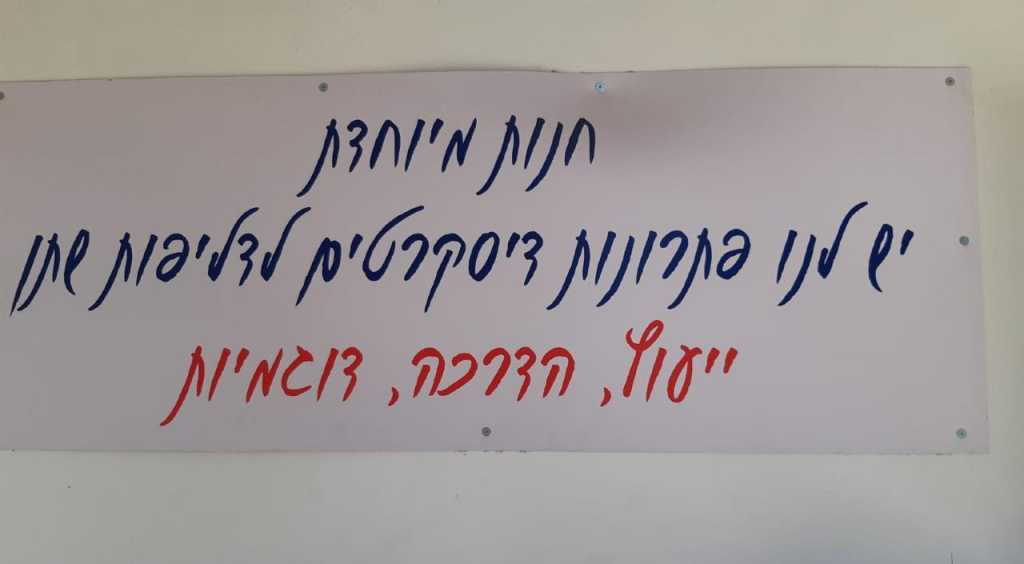 חנות מיוחדת
יש לנו פתרונות דיסקרטים לדליפות שתן
ייעוץ, הדרכה, דוגמיות